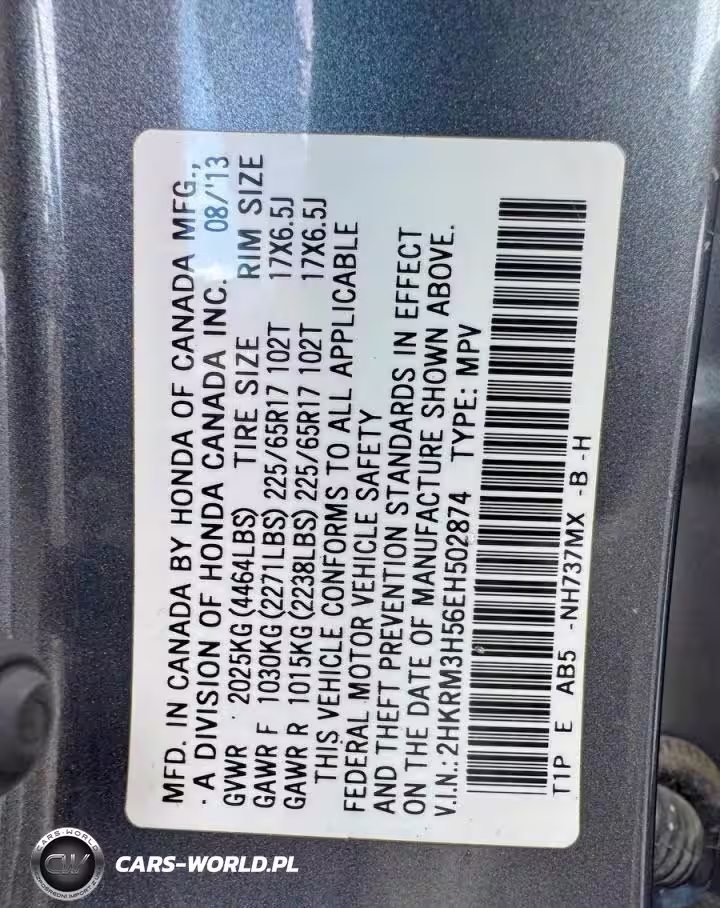 MFD. IN CANADA BY HONDA OF CANADA MFG.,
A DIVISION OF HONDA CANADA INC. 08/'13
GVWR 2025KG (4464LBS) TIRE SIZE RIM SIZE
GAWR F 1030KG (2271LBS) 225/65R17 102T 17X6.5J
GAWR R 1015KG (2238LBS) 225/65R17 102T 17X6.5J
THIS VEHICLE CONFORMS TO ALL APPLICABLE
FEDERAL MOTOR VEHICLE SAFETY
AND THEFT PREVENTION STANDARDS IN EFFECT
ON THE DATE OF MANUFACTURE SHOWN ABOVE.
V.I.N.: 2HKRM3H56EH502874 TYPE: MPV
T1P E AB5 -NH737MX -B -H
CARS-WORLD
CW
CARS-WORLD.PL